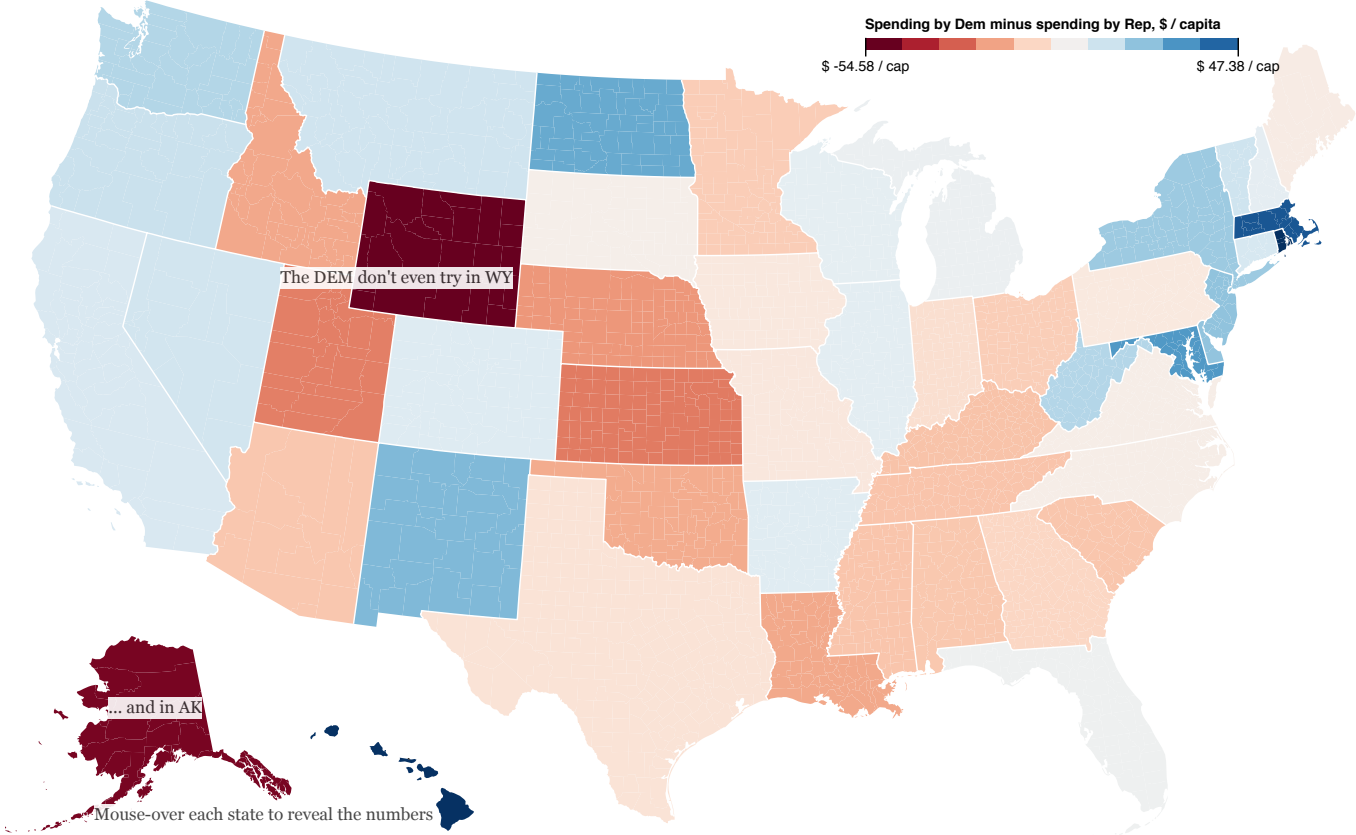 Spending by Dem minus spending by Rep, $ / capita
$ -54.58 / cap
$ 47.38 / cap
The DEM don't even try in WY
... and in AK
Mouse-over each state to reveal the numbers